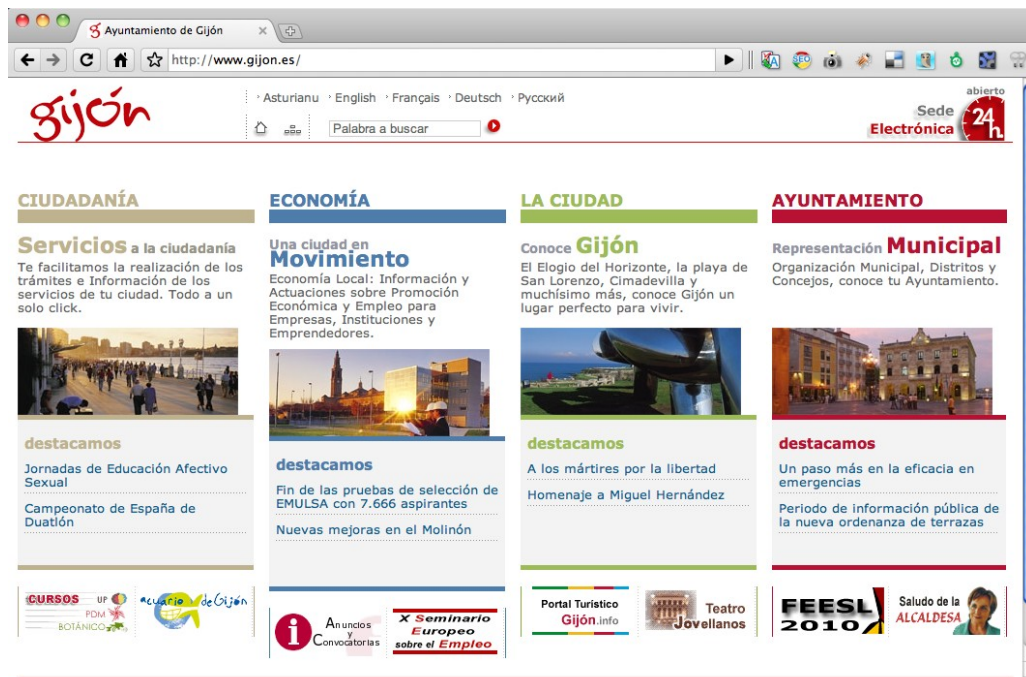 Ayuntamiento de Gijón
http://www.gijon.es/
gijón
Asturianu English Français Deutsch Русский
Palabra a buscar
abierto
Sede
Electrónica
24h
CIUDADANÍA
Servicios a la ciudadanía
Te facilitamos la realización de los
trámites e Información de los
servicios de tu ciudad. Todo a un
solo click.
destacamos
Jornadas de Educación Afectivo
Sexual
Campeonato de España de
Duatlón
CURSOS UP
PDM
BOTÁNICO
acuario de Gijón
ECONOMÍA
Una ciudad en
Movimiento
Economía Local: Información y
Actuaciones sobre Promoción
Económica y Empleo para
Empresas, Instituciones y
Emprendedores.
destacamos
Fin de las pruebas de selección de
EMULSA con 7.666 aspirantes
Nuevas mejoras en el Molinón
i
Anuncios
y
Convocatorias
X Seminario
Europeo
sobre el Empleo
LA CIUDAD
Conoce Gijón
El Elogio del Horizonte, la playa de
San Lorenzo, Cimadevilla y
muchísimo más, conoce Gijón un
lugar perfecto para vivir.
destacamos
A los mártires por la libertad
Homenaje a Miguel Hernández
Portal Turístico
Gijón.info
Teatro
Jovellanos
AYUNTAMIENTO
Representación Municipal
Organización Municipal, Distritos y
Concejos, conoce tu Ayuntamiento.
destacamos
Un paso más en la eficacia en
emergencias
Periodo de información pública de
la nueva ordenanza de terrazas
FEESL
2010
Saludo de la
ALCALDESA